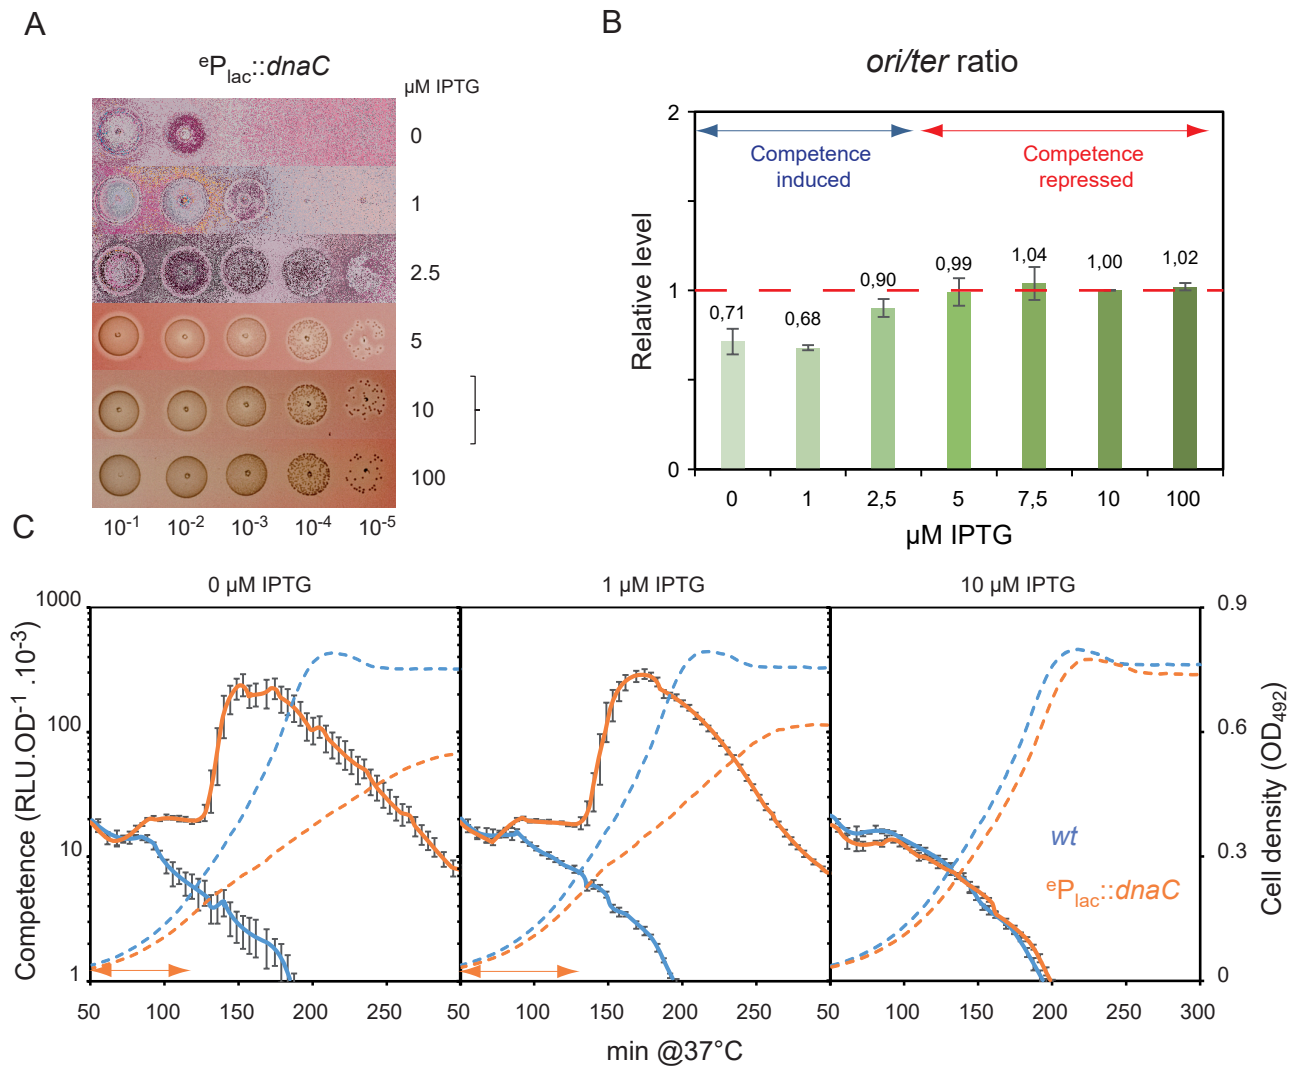 A
ᵉP_lac::dnaC
µM IPTG
0
1
2.5
5
10
100
10⁻¹ 10⁻² 10⁻³ 10⁻⁴ 10⁻⁵
B
ori/ter ratio
Relative level
2
1
0
Competence
induced
Competence
repressed
0,71 0,68 0,90 0,99 1,04 1,00 1,02
0 1 2,5 5 7,5 10 100
µM IPTG
C
0 µM IPTG 1 µM IPTG 10 µM IPTG
Competence (RLU.OD⁻¹ .10⁻³)
1000
100
10
1
0.9
0.6
0.3
0
Cell density (OD₄₉₂)
wt
ᵉP_lac::dnaC
50 100 150 200 250 50 100 150 200 250 50 100 150 200 250 300
min @37°C